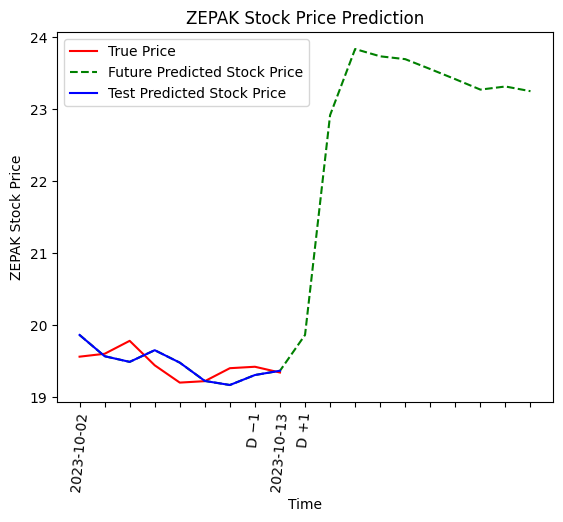 ZEPAK Stock Price Prediction
True Price
Future Predicted Stock Price
Test Predicted Stock Price
ZEPAK Stock Price
24
23
22
21
20
19
2023-10-02
D −1
2023-10-13
D +1
Time